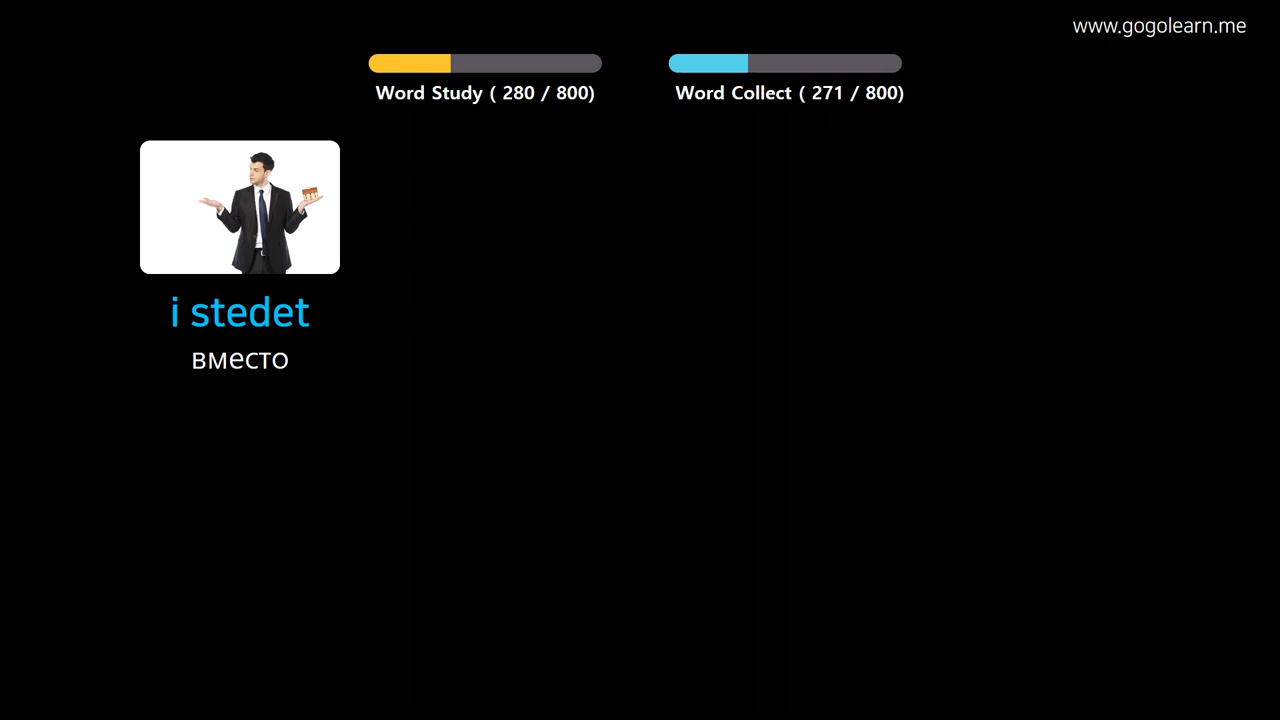 www.gogolearn.me
Word Study ( 280 / 800)
Word Collect ( 271 / 800)
i stedet
вместо